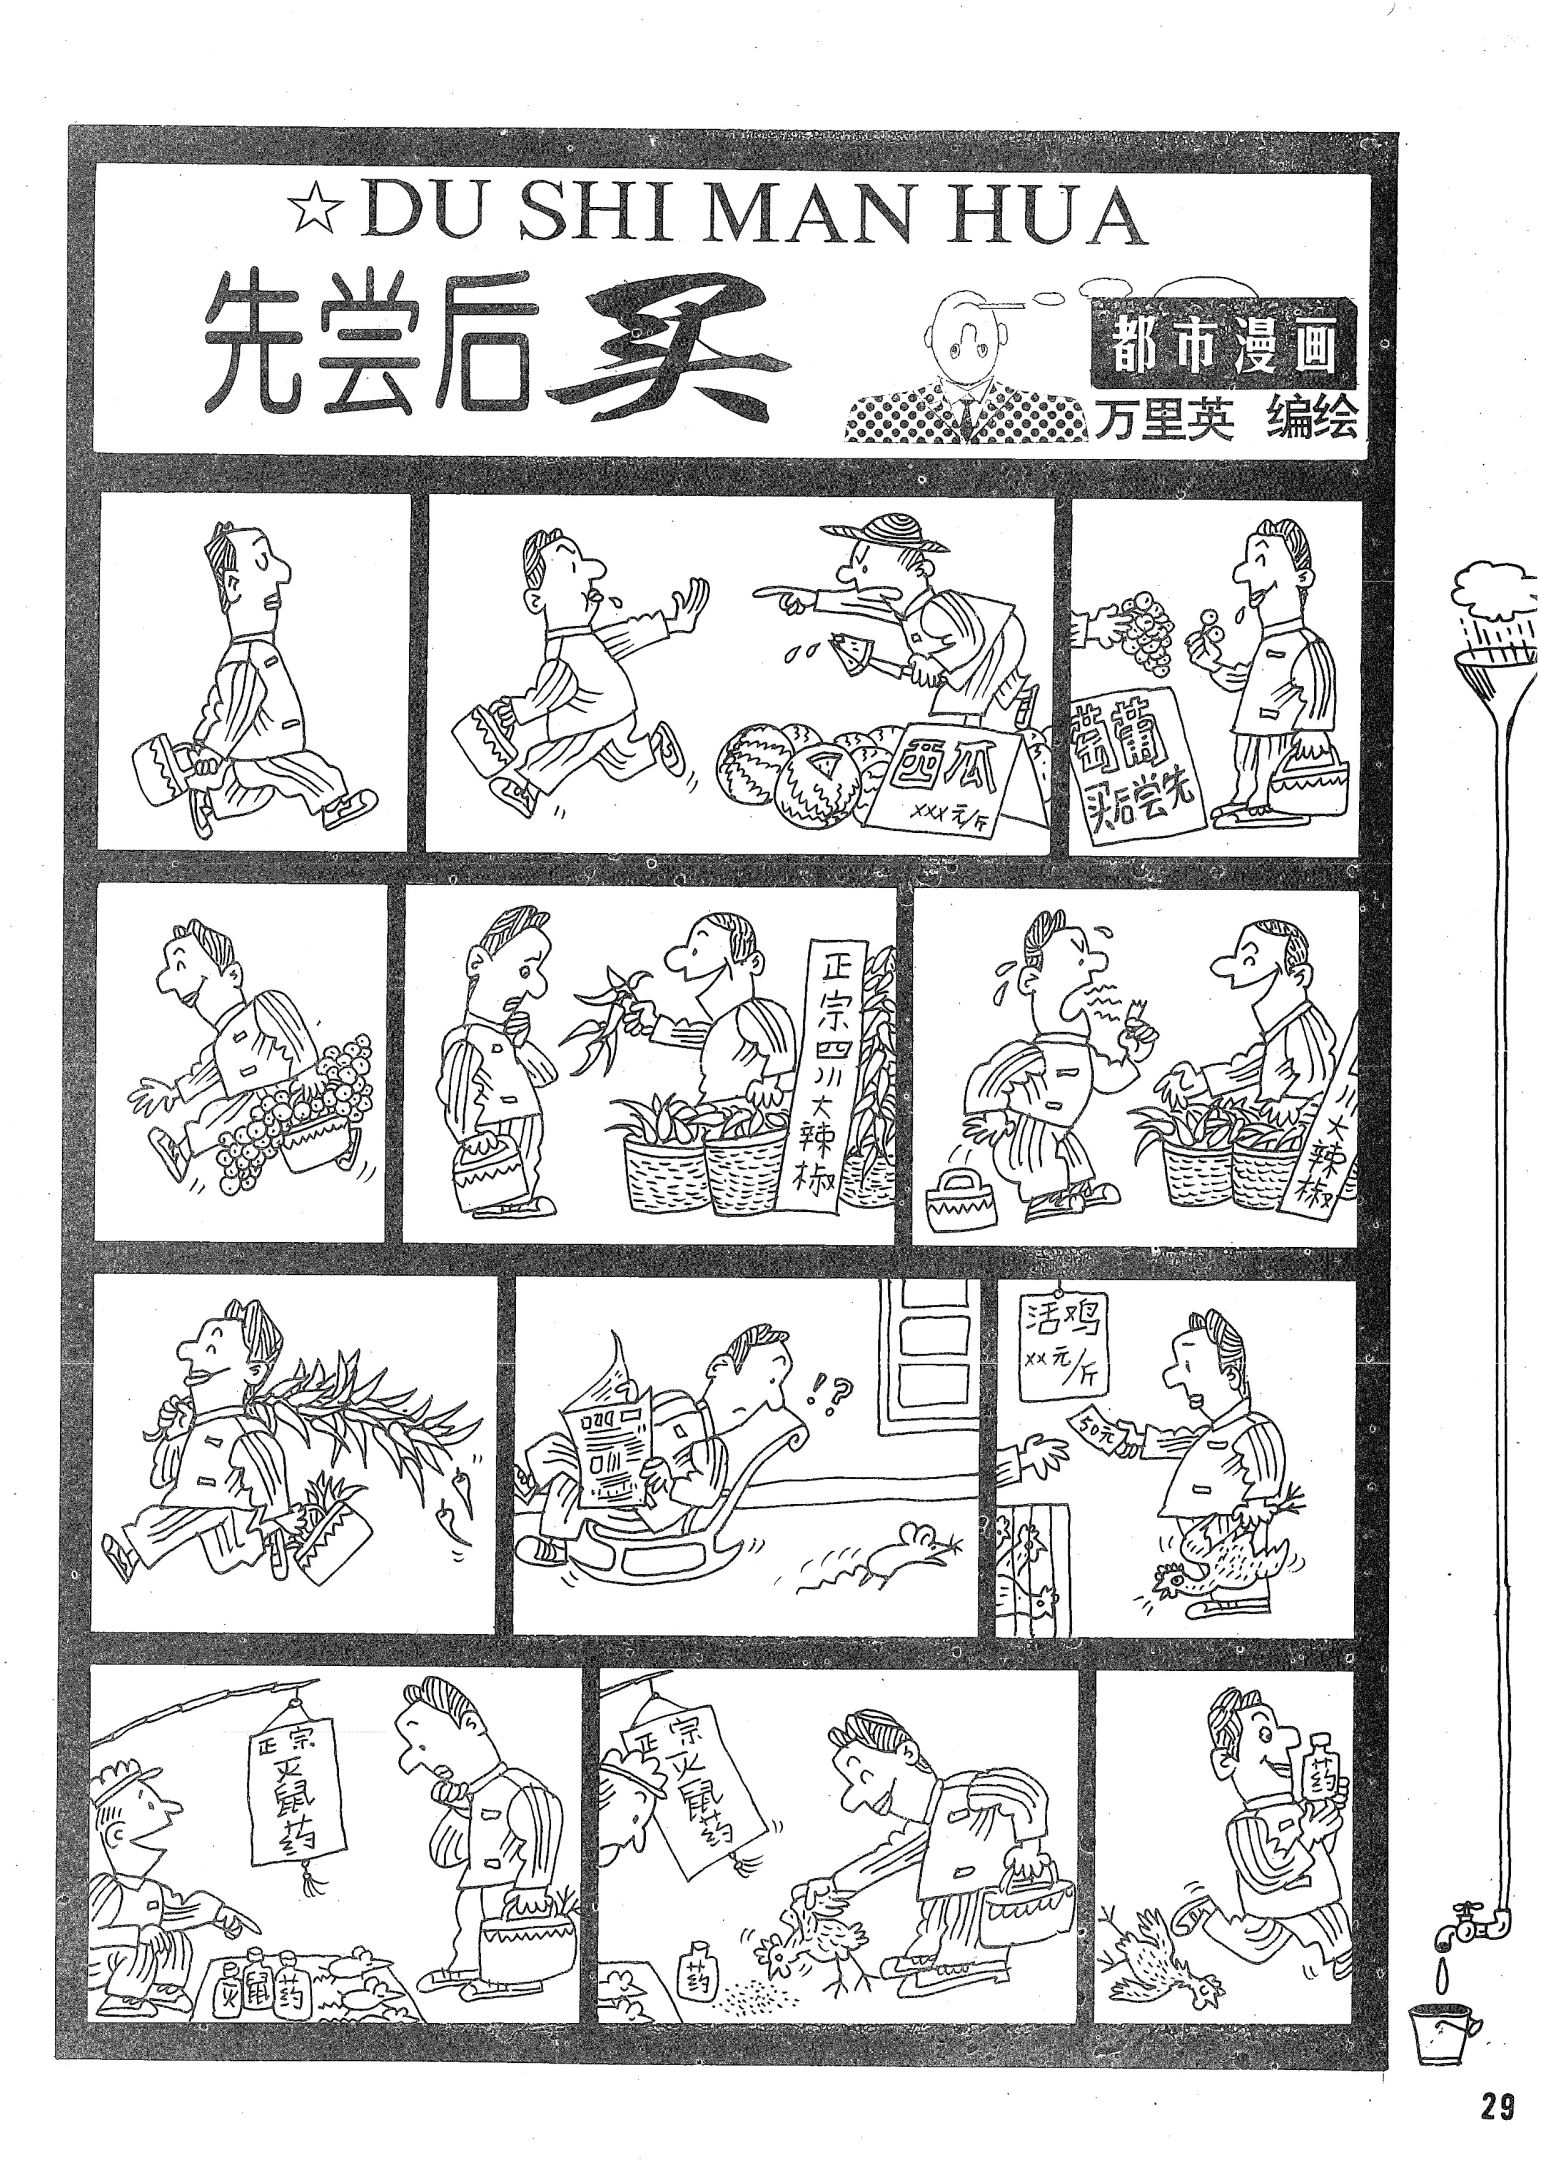 ☆DU SHI MAN HUA
先尝后买
都市漫画
万里英 编绘
西瓜
xxx元/斤
葡萄
买后尝先
正宗四川大辣椒
川大辣椒
!?
活鸡
xx元/斤
50元
正宗
灭鼠药
灭 鼠 药
正宗
灭鼠药
药
药
29